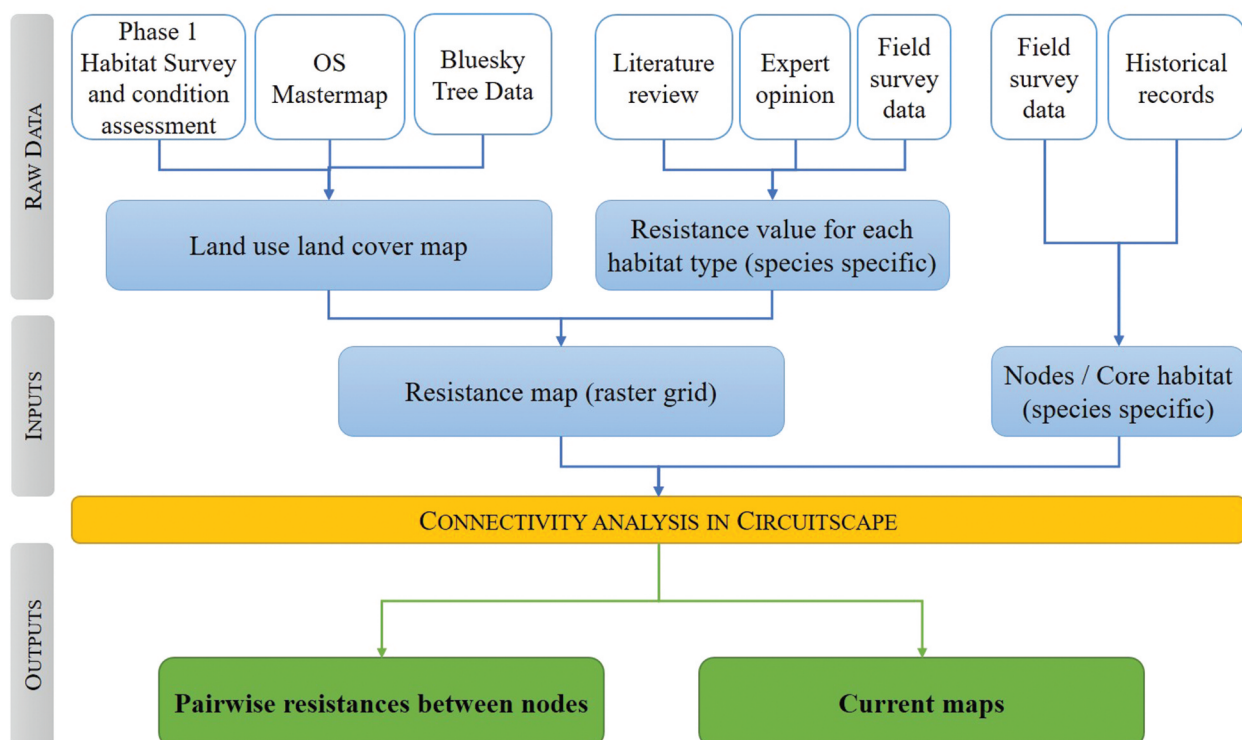 RAW DATA
Phase 1
Habitat Survey
and condition
assessment
OS
Mastermap
Bluesky
Tree Data
Literature
review
Expert
opinion
Field
survey
data
Field
survey
data
Historical
records
Land use land cover map
Resistance value for each
habitat type (species specific)
INPUTS
Resistance map (raster grid)
Nodes / Core habitat
(species specific)
CONNECTIVITY ANALYSIS IN CIRCUITSCAPE
OUTPUTS
Pairwise resistances between nodes
Current maps